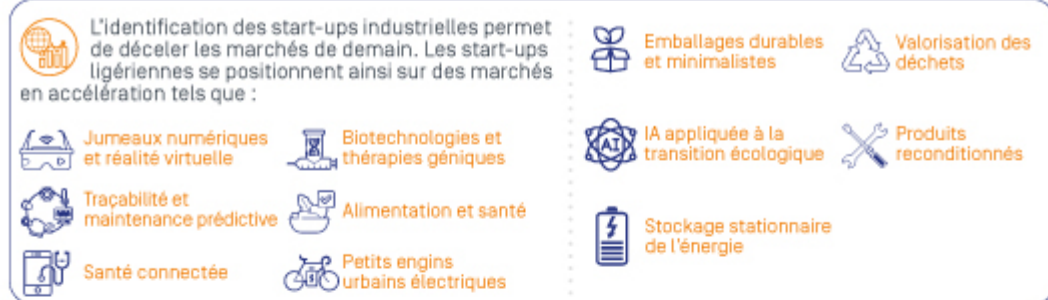 L'identification des start-ups industrielles permet
de déceler les marchés de demain. Les start-ups
ligériennes se positionnent ainsi sur des marchés
en accélération tels que :
Jumeaux numériques
et réalité virtuelle
Biotechnologies et
thérapies géniques
Traçabilité et
maintenance prédictive
Alimentation et santé
Santé connectée
Petits engins
urbains électriques
Emballages durables
et minimalistes
Valorisation des
déchets
AI
IA appliquée à la
transition écologique
Produits
reconditionnés
Stockage stationnaire
de l'énergie